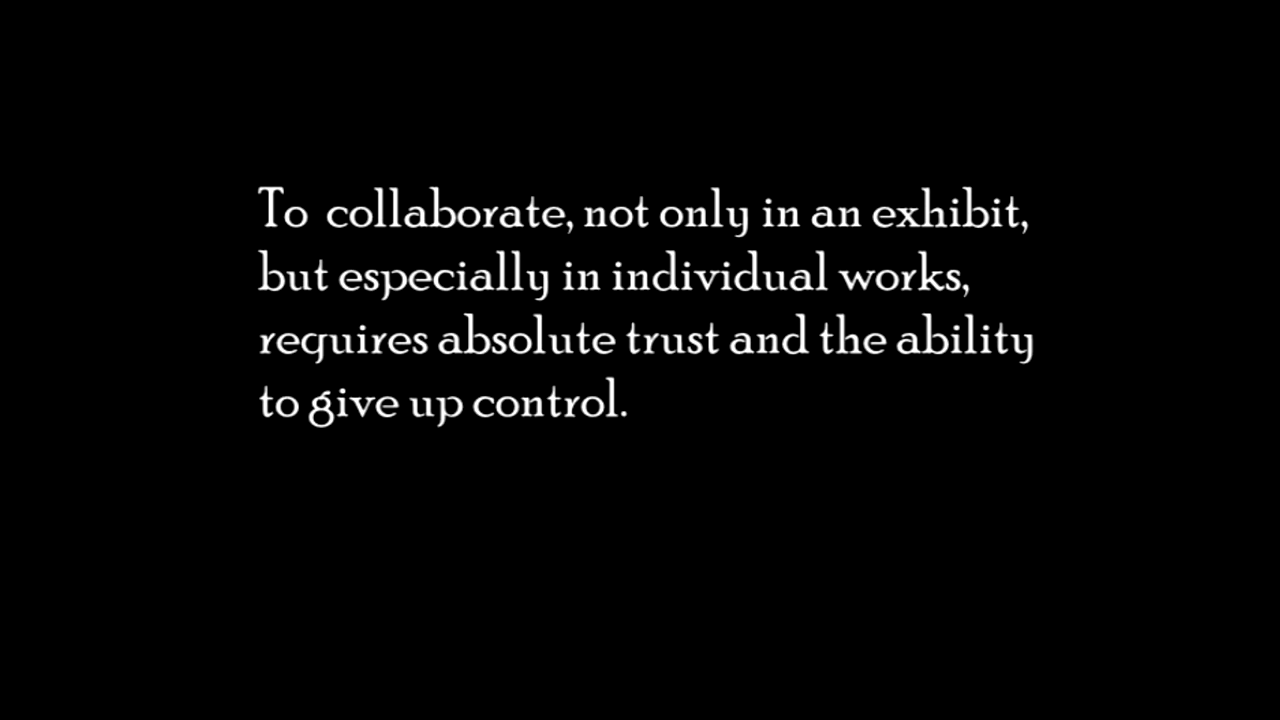 To collaborate, not only in an exhibit,
but especially in individual works,
requires absolute trust and the ability
to give up control.